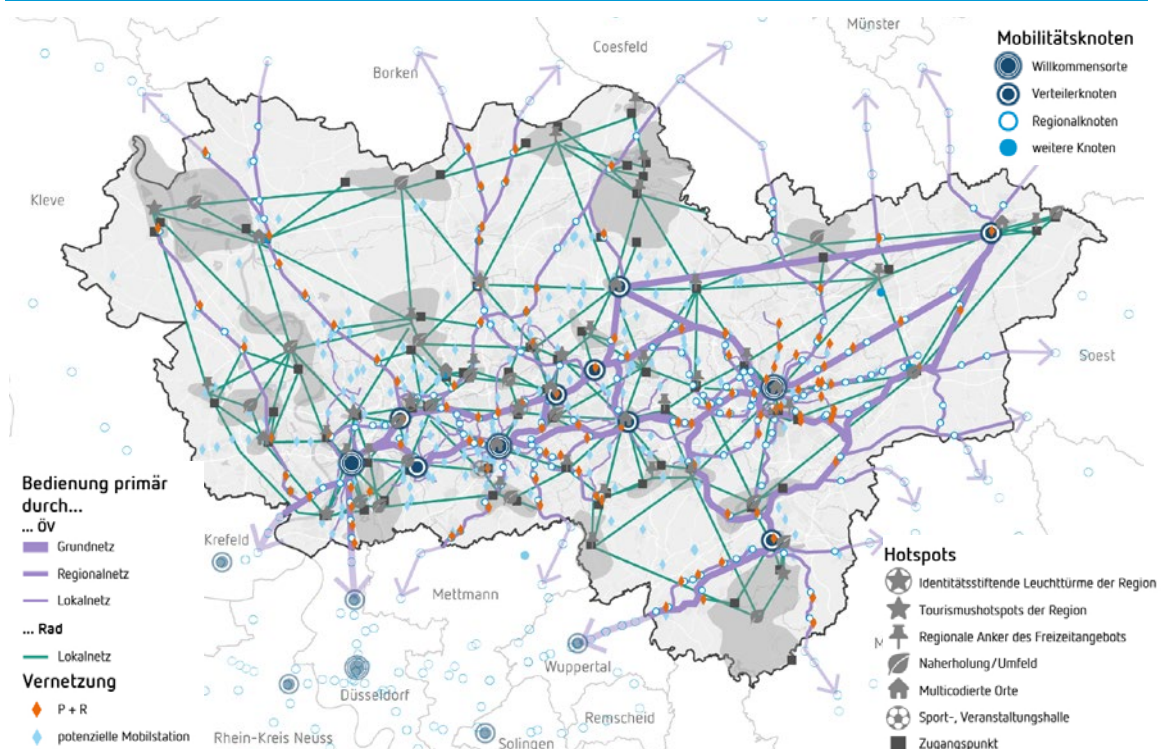 Münster
Coesfeld
Borken
Kleve
Soest
Krefeld
Mettmann
Wuppertal
Düsseldorf
Remscheid
Rhein-Kreis Neuss
Solingen
M
Mobilitätsknoten
Willkommensorte
Verteilerknoten
Regionalknoten
weitere Knoten
Bedienung primär
durch...
... ÖV
Grundnetz
Regionalnetz
Lokalnetz
... Rad
Lokalnetz
Vernetzung
P + R
potenzielle Mobilstation
Hotspots
Identitätsstiftende Leuchttürme der Region
Tourismushotspots der Region
Regionale Anker des Freizeitangebots
Naherholung/Umfeld
Multicodierte Orte
Sport-, Veranstaltungshalle
Zugangspunkt